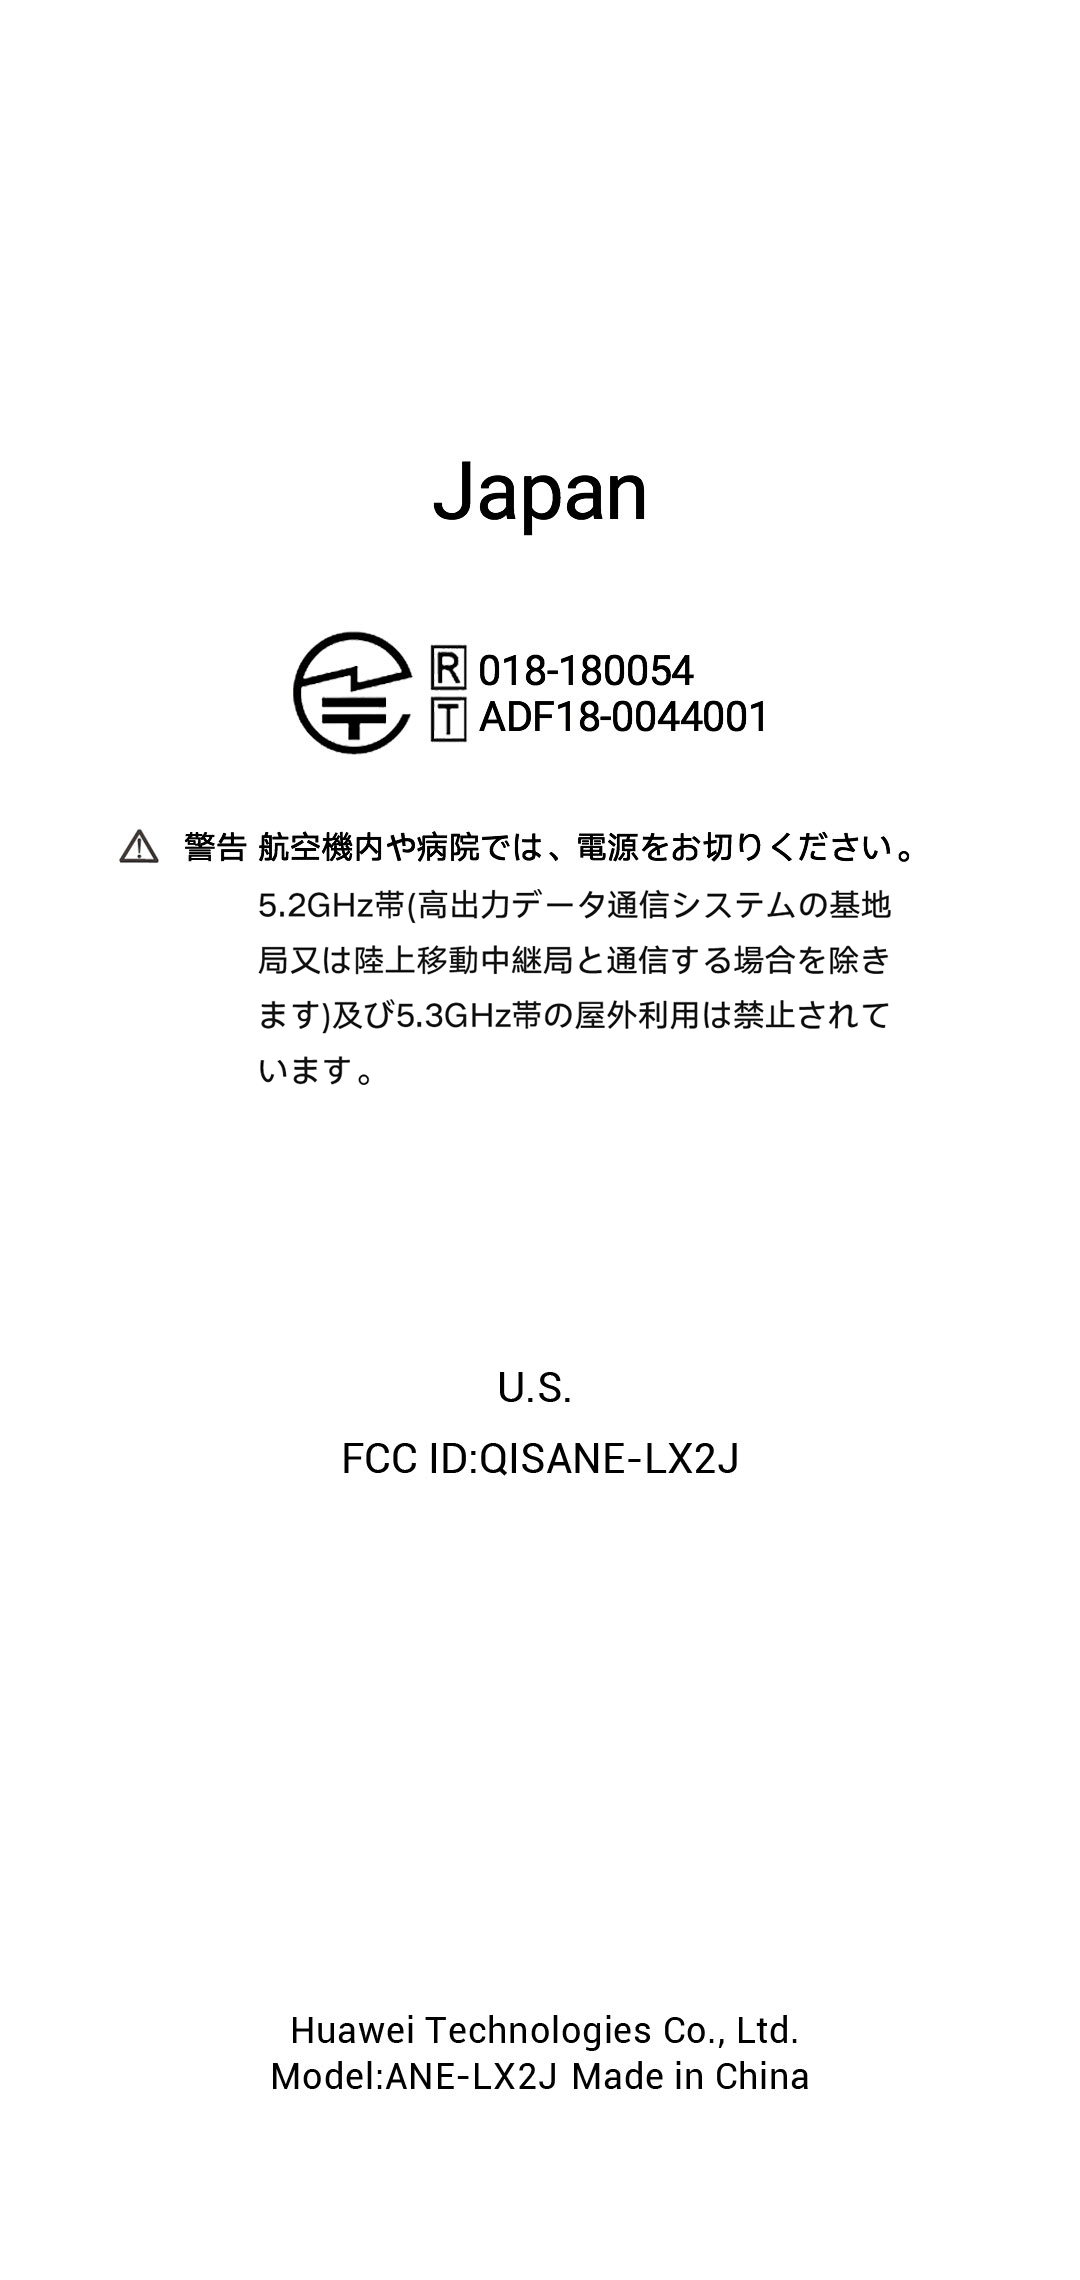 Japan
R 018-180054
T ADF18-0044001
警告 航空機内や病院では、電源をお切りください。
5.2GHz帯(高出力データ通信システムの基地
局又は陸上移動中継局と通信する場合を除き
ます)及び5.3GHz帯の屋外利用は禁止されて
います。
U.S.
FCC ID:QISANE-LX2J
Huawei Technologies Co., Ltd.
Model:ANE-LX2J Made in China